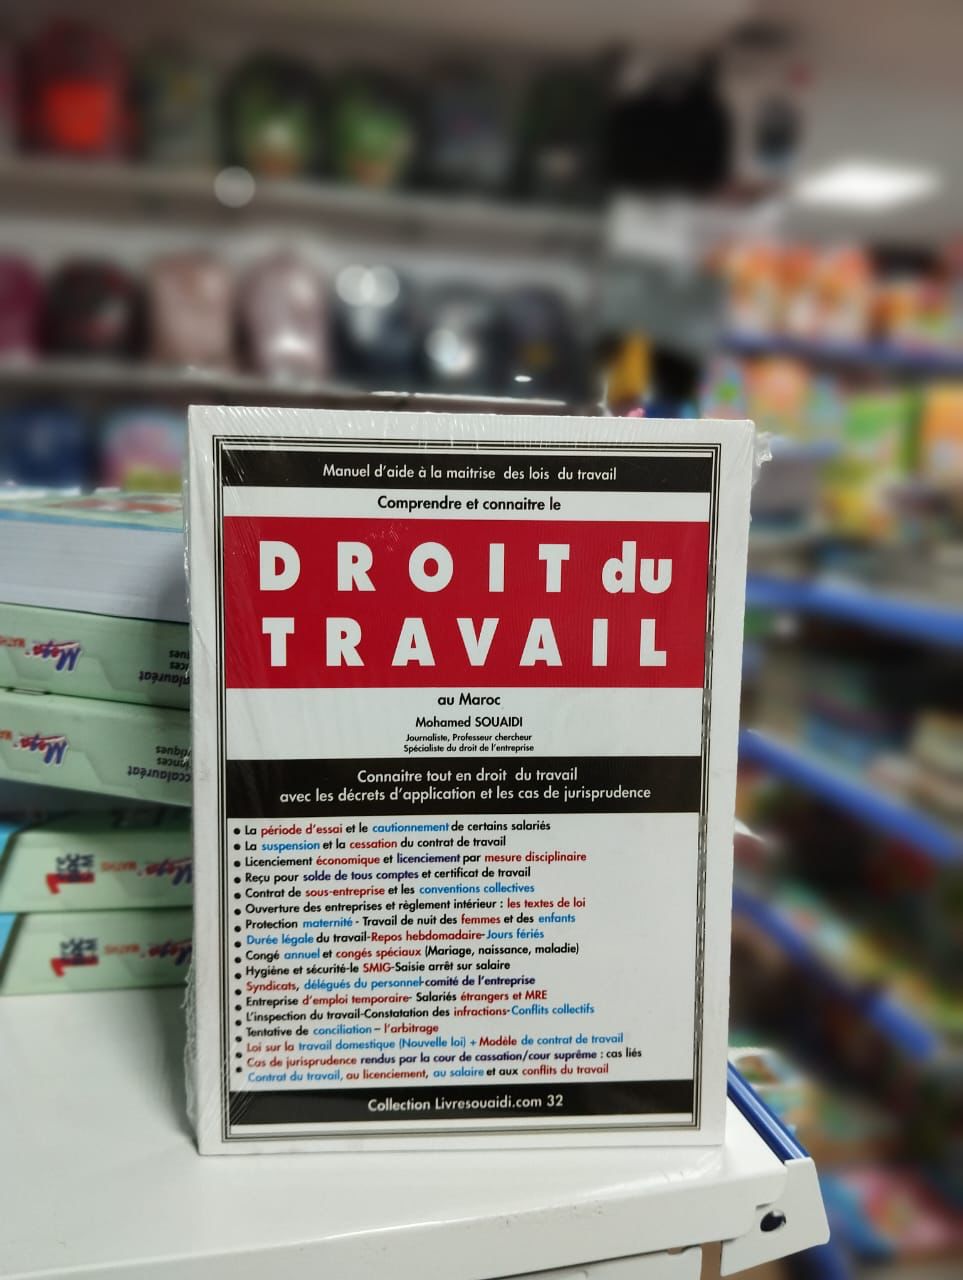 Manuel d'aide à la maitrise des lois du travail
Comprendre et connaitre le
DROIT du
TRAVAIL
au Maroc
Mohamed SOUAIDI
Journaliste, Professeur chercheur
Spécialiste du droit de l'entreprise
Connaitre tout en droit du travail
avec les décrets d'application et les cas de jurisprudence
• La période d'essai et le cautionnement de certains salariés
• La suspension et la cessation du contrat de travail
• Licenciement économique et licenciement par mesure disciplinaire
• Reçu pour solde de tous comptes et certificat de travail
• Contrat de sous-entreprise et les conventions collectives
• Ouverture des entreprises et règlement intérieur : les textes de loi
• Protection maternité - Travail de nuit des femmes et des enfants
• Durée légale du travail-Repos hebdomadaire-Jours fériés
• Congé annuel et congés spéciaux (Mariage, naissance, maladie)
• Hygiène et sécurité-le SMIG-Saisie arrêt sur salaire
• Syndicats, délégués du personnel-comité de l'entreprise
• Entreprise d'emploi temporaire- Salariés étrangers et MRE
• L'inspection du travail-Constatation des infractions-Conflits collectifs
• Tentative de conciliation – l'arbitrage
• Loi sur la travail domestique (Nouvelle loi) + Modèle de contrat de travail
• Cas de jurisprudence rendus par la cour de cassation/cour suprême : cas liés
• Contrat du travail, au licenciement, au salaire et aux conflits du travail
Collection Livresouaidi.com 32
Mega MATHS
Mega